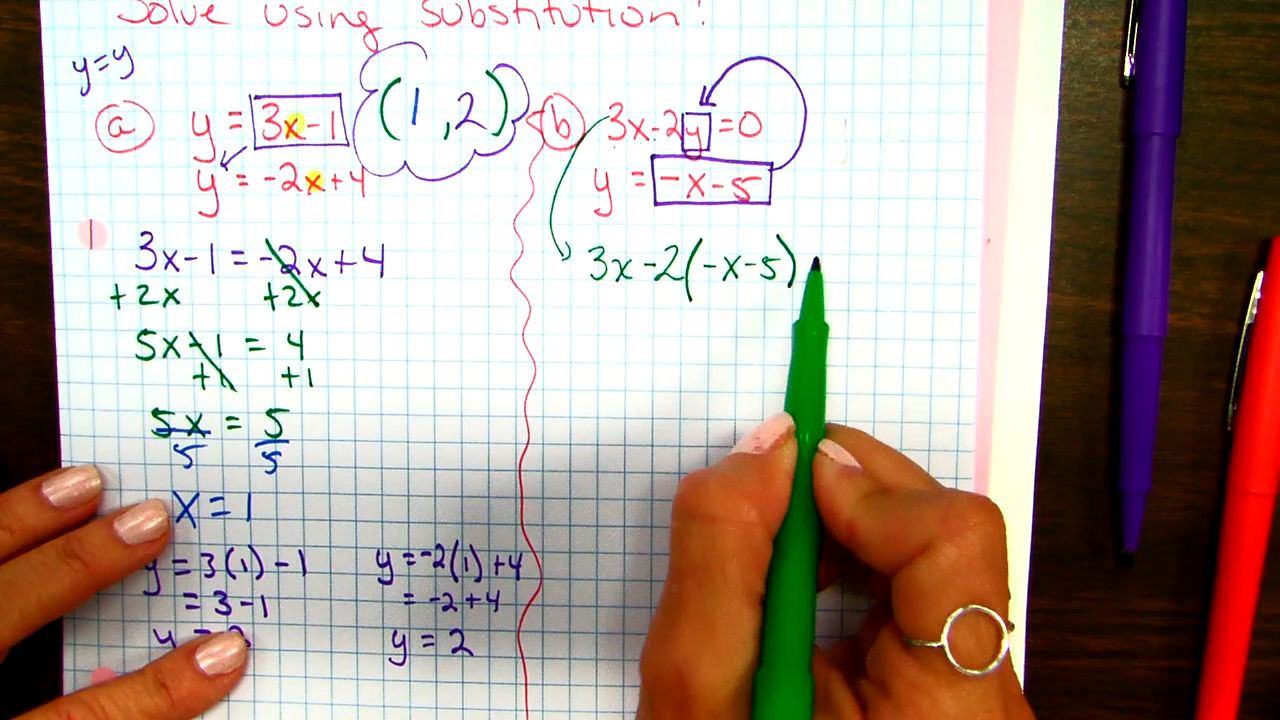 Solve using substitution!
y=y
a y = 3x-1 (1,2)
y = -2x+4
1
3x-1 = -2x+4
+2x +2x
5x-1 = 4
+1 +1
5x = 5
5 5
x = 1
y = 3(1)-1 y = -2(1)+4
= 3-1 = -2+4
y = y = 2
b 3x-2y=0
y = -x-5
3x-2(-x-5)